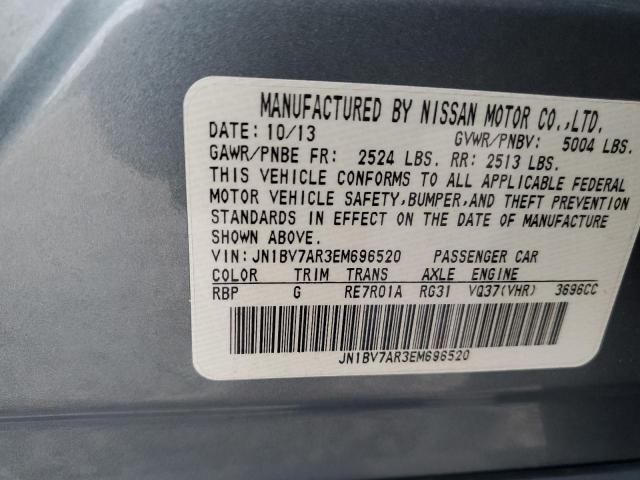 MANUFACTURED BY NISSAN MOTOR CO.,LTD.
DATE: 10/13 GVWR/PNBV: 5004 LBS.
GAWR/PNBE FR: 2524 LBS. RR: 2513 LBS.
THIS VEHICLE CONFORMS TO ALL APPLICABLE FEDERAL
MOTOR VEHICLE SAFETY,BUMPER,AND THEFT PREVENTION
STANDARDS IN EFFECT ON THE DATE OF MANUFACTURE
SHOWN ABOVE.
VIN: JN1BV7AR3EM696520 PASSENGER CAR
COLOR TRIM TRANS AXLE ENGINE
RBP G RE7R01A RG31 VQ37(VHR) 3696CC
JN1BV7AR3EM696520